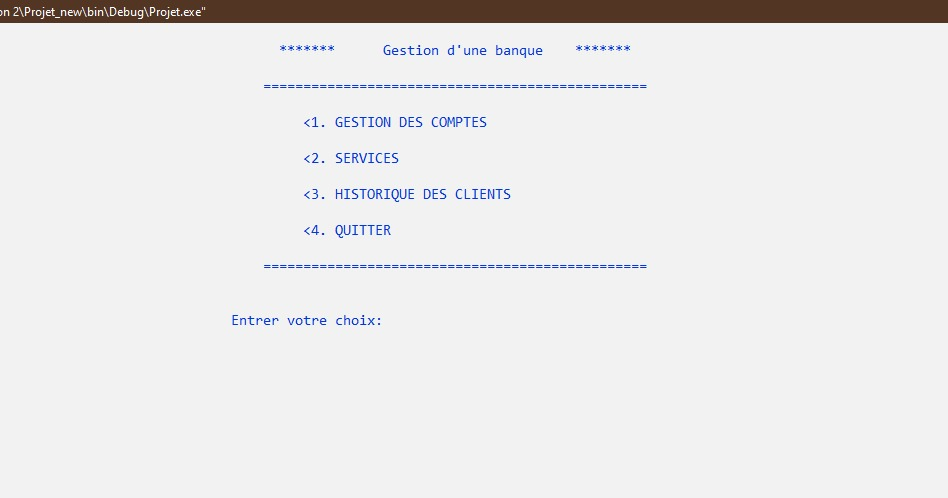 on 2\Projet_new\bin\Debug\Projet.exe"
******* Gestion d'une banque *******
================================================
<1. GESTION DES COMPTES
<2. SERVICES
<3. HISTORIQUE DES CLIENTS
<4. QUITTER
================================================
Entrer votre choix: